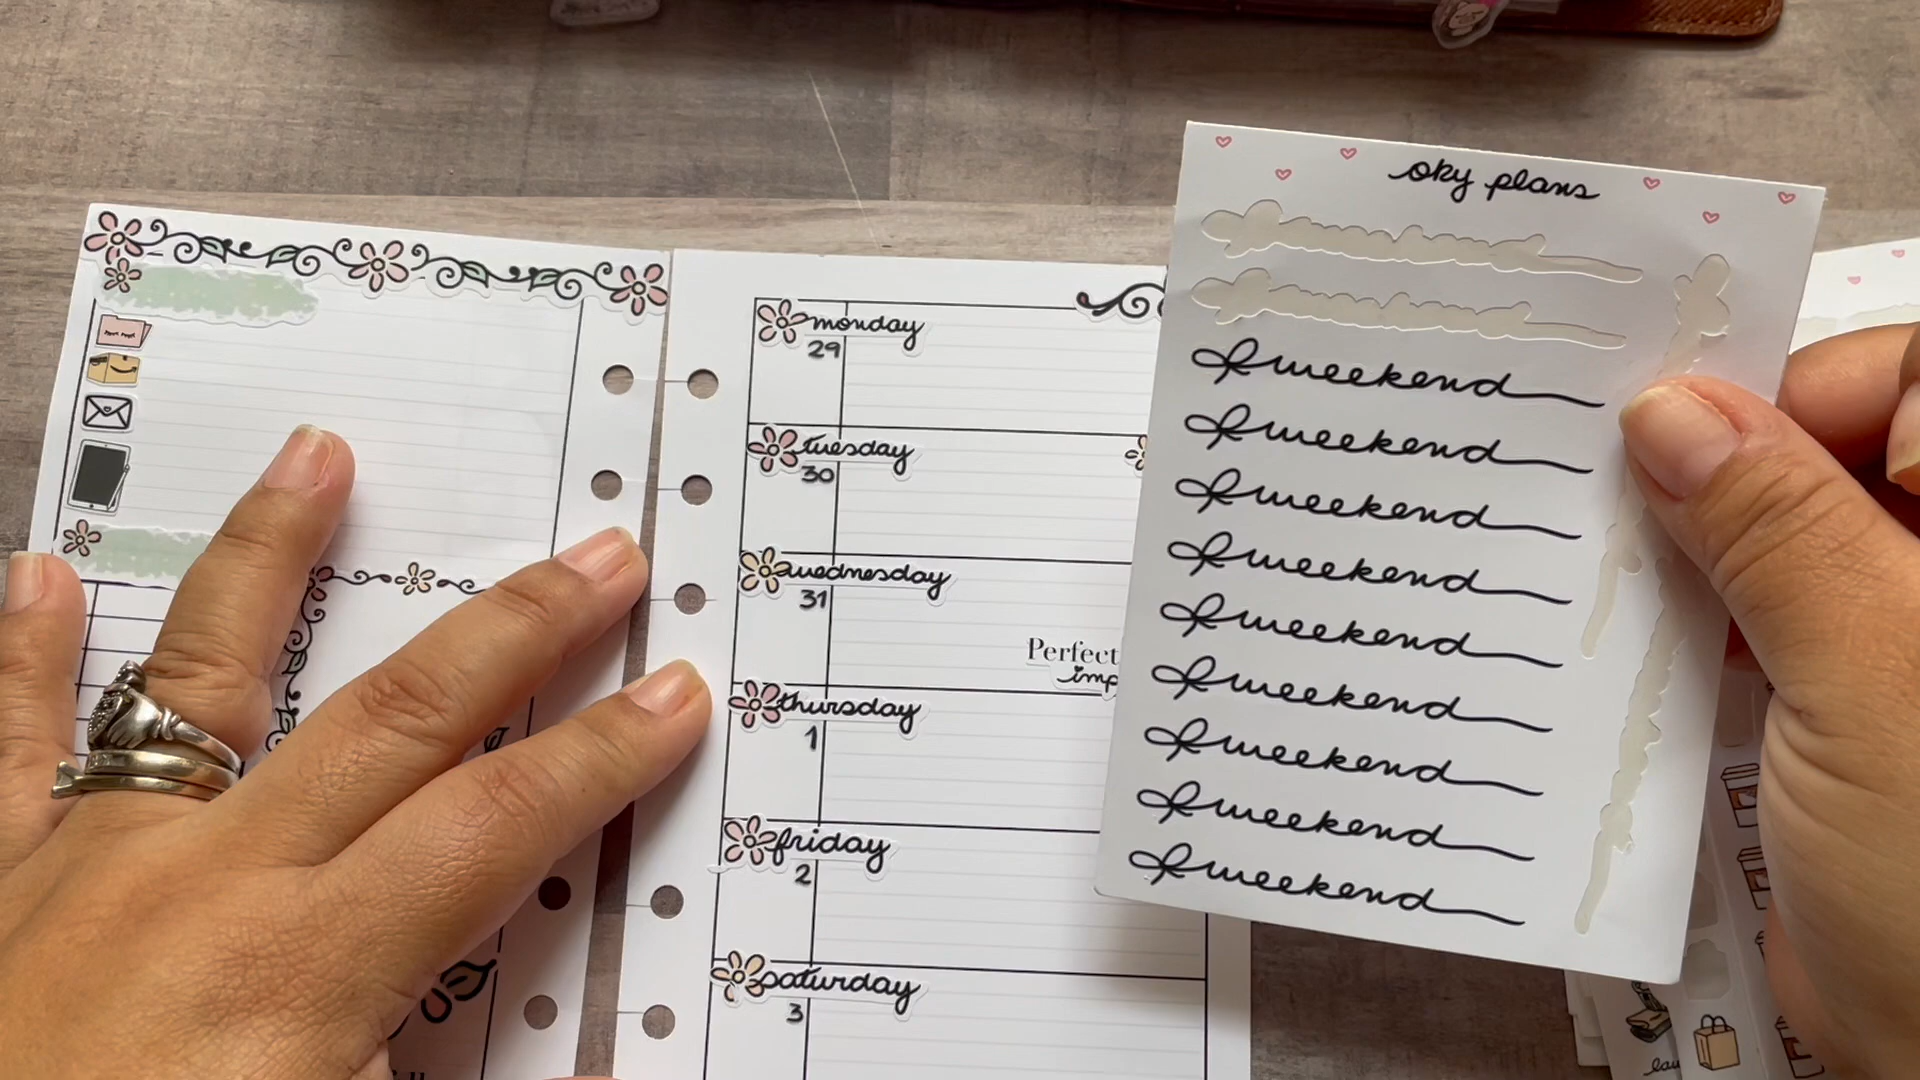 monday
29
tuesday
30
wednesday
31
Perfect
imp
thursday
1
friday
2
saturday
3
oky plans
weekend
weekend
weekend
weekend
weekend
weekend
weekend
weekend
weekend